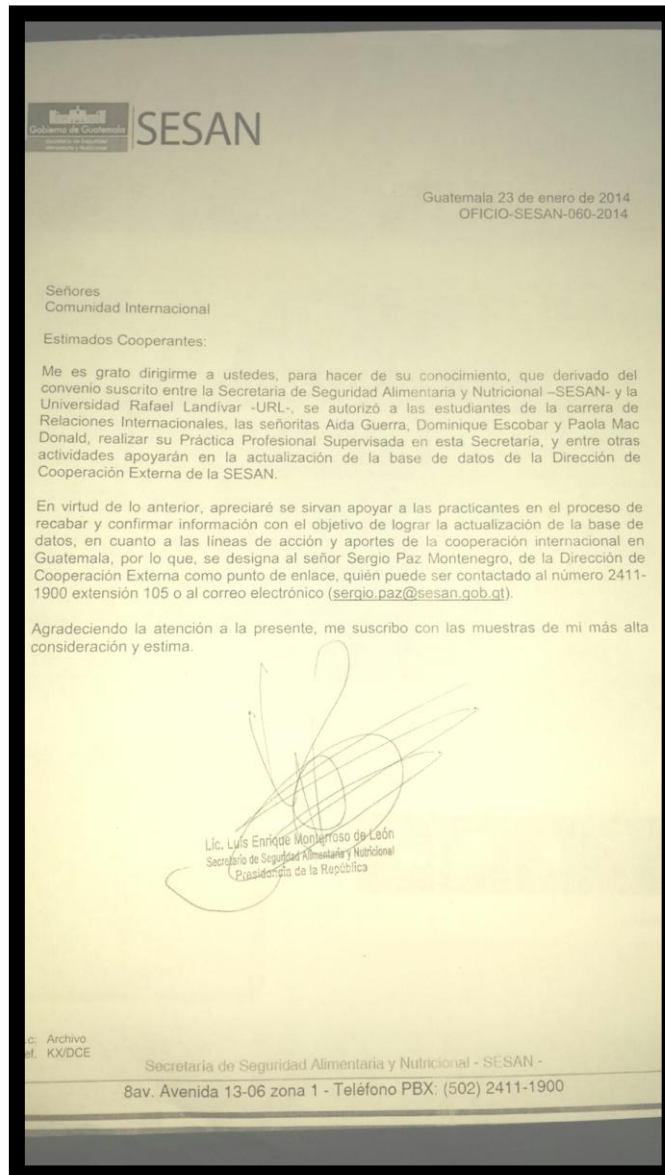 Gobierno de Guatemala
SESAN
Guatemala 23 de enero de 2014
OFICIO-SESAN-060-2014
Señores
Comunidad Internacional
Estimados Cooperantes:
Me es grato dirigirme a ustedes, para hacer de su conocimiento, que derivado del
convenio suscrito entre la Secretaria de Seguridad Alimentaria y Nutricional –SESAN- y la
Universidad Rafael Landívar -URL-, se autorizó a las estudiantes de la carrera de
Relaciones Internacionales, las señoritas Aida Guerra, Dominique Escobar y Paola Mac
Donald, realizar su Práctica Profesional Supervisada en esta Secretaria, y entre otras
actividades apoyarán en la actualización de la base de datos de la Dirección de
Cooperación Externa de la SESAN.
En virtud de lo anterior, apreciaré se sirvan apoyar a las practicantes en el proceso de
recabar y confirmar información con el objetivo de lograr la actualización de la base de
datos, en cuanto a las líneas de acción y aportes de la cooperación internacional en
Guatemala, por lo que, se designa al señor Sergio Paz Montenegro, de la Dirección de
Cooperación Externa como punto de enlace, quién puede ser contactado al número 2411-
1900 extensión 105 o al correo electrónico (sergio.paz@sesan.gob.gt).
Agradeciendo la atención a la presente, me suscribo con las muestras de mi más alta
consideración y estima.
Lic. Luis Enrique Monterroso de León
Secretario de Seguridad Alimentaria y Nutricional
Presidencia de la República
.c: Archivo
ef. KX/DCE
Secretaría de Seguridad Alimentaria y Nutricional - SESAN -
8av. Avenida 13-06 zona 1 - Teléfono PBX: (502) 2411-1900